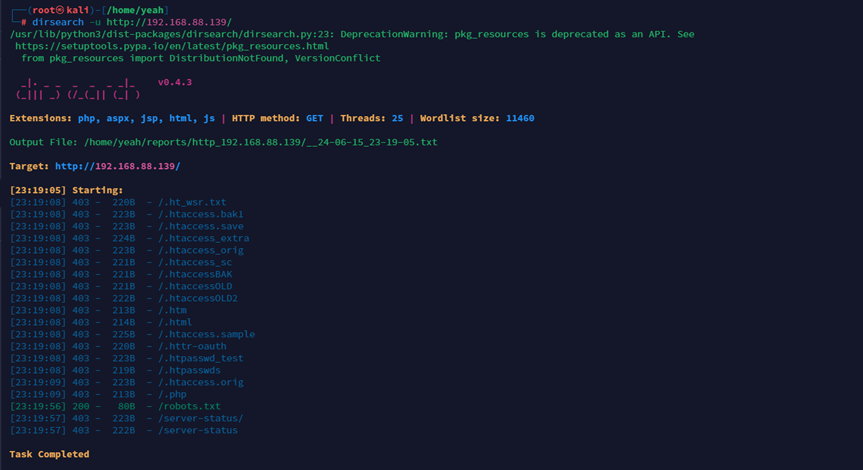 ┌──(root㉿kali)-[/home/yeah]
└─# dirsearch -u http://192.168.88.139/
/usr/lib/python3/dist-packages/dirsearch/dirsearch.py:23: DeprecationWarning: pkg_resources is deprecated as an API. See
https://setuptools.pypa.io/en/latest/pkg_resources.html
from pkg_resources import DistributionNotFound, VersionConflict
_|. _ _  _  _  _ _|_    v0.4.3
(_||| _) (/_(_|| (_| )
Extensions: php, aspx, jsp, html, js | HTTP method: GET | Threads: 25 | Wordlist size: 11460
Output File: /home/yeah/reports/http_192.168.88.139/__24-06-15_23-19-05.txt
Target: http://192.168.88.139/
[23:19:05] Starting:
[23:19:08] 403 -  220B  - /.ht_wsr.txt
[23:19:08] 403 -  223B  - /.htaccess.bak1
[23:19:08] 403 -  223B  - /.htaccess.save
[23:19:08] 403 -  224B  - /.htaccess_extra
[23:19:08] 403 -  223B  - /.htaccess_orig
[23:19:08] 403 -  221B  - /.htaccess_sc
[23:19:08] 403 -  221B  - /.htaccessBAK
[23:19:08] 403 -  221B  - /.htaccessOLD
[23:19:08] 403 -  222B  - /.htaccessOLD2
[23:19:08] 403 -  213B  - /.htm
[23:19:08] 403 -  214B  - /.html
[23:19:08] 403 -  225B  - /.htaccess.sample
[23:19:08] 403 -  220B  - /.httr-oauth
[23:19:08] 403 -  223B  - /.htpasswd_test
[23:19:08] 403 -  219B  - /.htpasswds
[23:19:09] 403 -  223B  - /.htaccess.orig
[23:19:09] 403 -  213B  - /.php
[23:19:56] 200 -   80B  - /robots.txt
[23:19:57] 403 -  223B  - /server-status/
[23:19:57] 403 -  222B  - /server-status
Task Completed